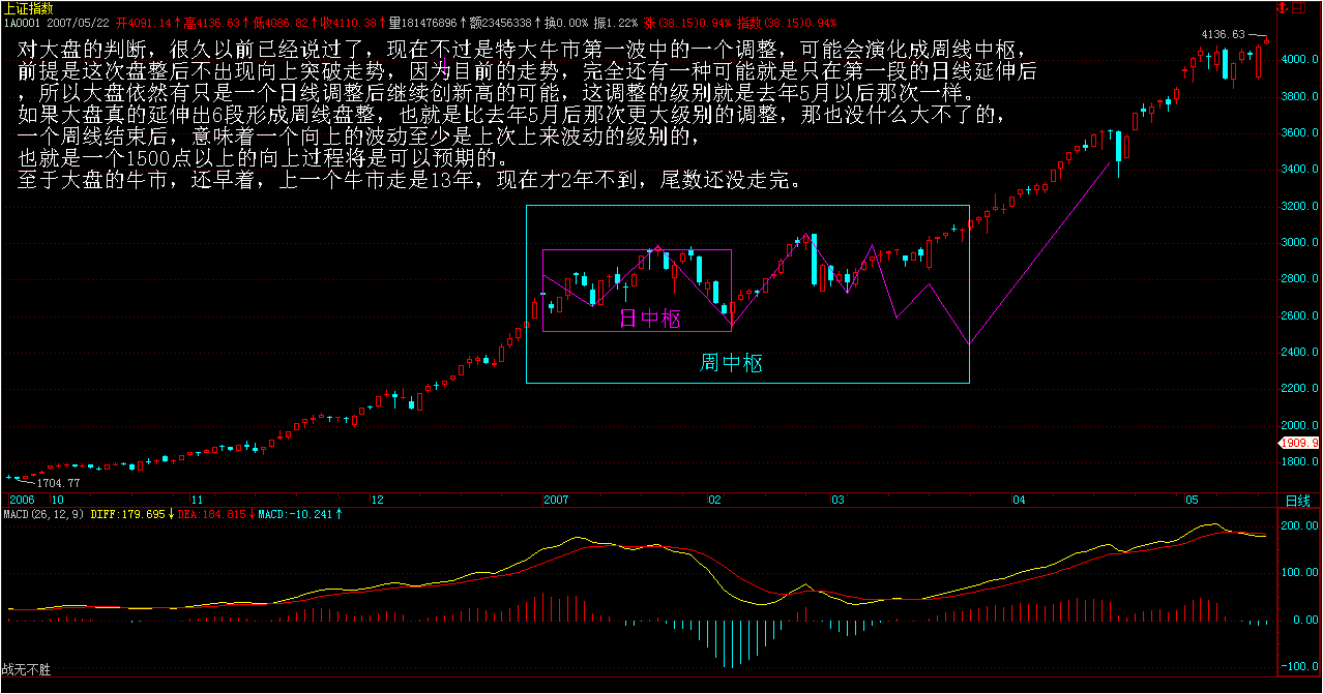 上证指数
1A0001 2007/05/22 开4091.14↑高4136.63↑低4086.82↑收4110.38↑量181476896↑额23456338↑换0.00% 振1.22% 涨(38.15)0.94% 指数(38.15)0.94%
对大盘的判断，很久以前已经说过了，现在不过是特大牛市第一波中的一个调整，可能会演化成周线中枢，
前提是这次盘整后不出现向上突破走势，因为目前的走势，完全还有一种可能就是只在第一段的日线延伸后
，所以大盘依然有只是一个日线调整后继续创新高的可能，这调整的级别就是去年5月以后那次一样。
如果大盘真的延伸出6段形成周线盘整，也就是比去年5月后那次更大级别的调整，那也没什么大不了的，
一个周线结束后，意味着一个向上的波动至少是上次上来波动的级别的，
也就是一个1500点以上的向上过程将是可以预期的。
至于大盘的牛市，还早着，上一个牛市走是13年，现在才2年不到，尾数还没走完。
4136.63
4000.0
3800.0
3600.0
3400.0
3200.0
3000.0
2800.0
2600.0
2400.0
2200.0
2000.0
1909.9
1800.0
日中枢
周中枢
1704.77
2006 10 11 12 2007 02 03 04 05 日线
MACD(26,12,9) DIFF:179.695↓DEA:184.815↓MACD:-10.241↑
200.00
100.00
0.00
-100.0
战无不胜